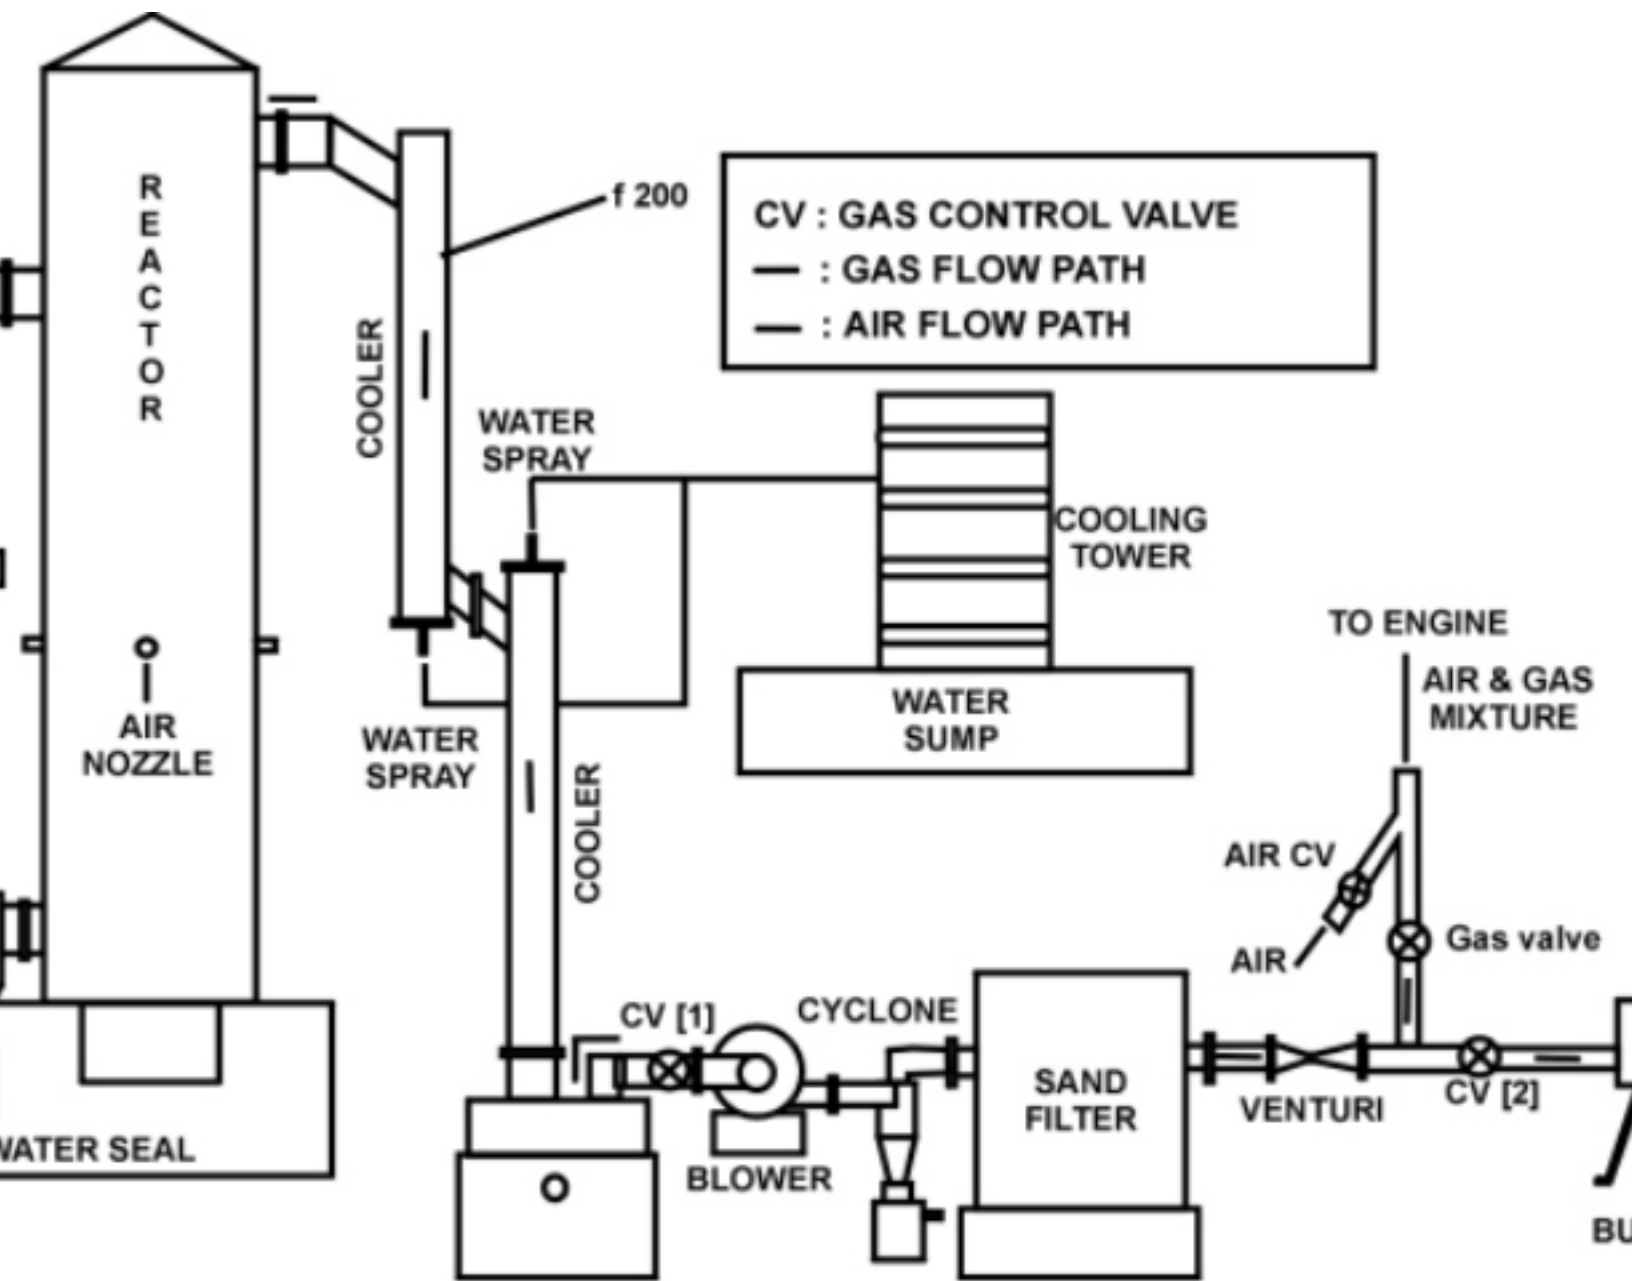 R
E
A
C
T
O
R
f 200
CV : GAS CONTROL VALVE
— : GAS FLOW PATH
— : AIR FLOW PATH
COOLER
WATER
SPRAY
COOLING
TOWER
WATER
SUMP
AIR
NOZZLE
WATER
SPRAY
COOLER
TO ENGINE
AIR & GAS
MIXTURE
AIR CV
AIR
Gas valve
CV [1]
CYCLONE
SAND
FILTER
VENTURI
CV [2]
BLOWER
WATER SEAL
BU